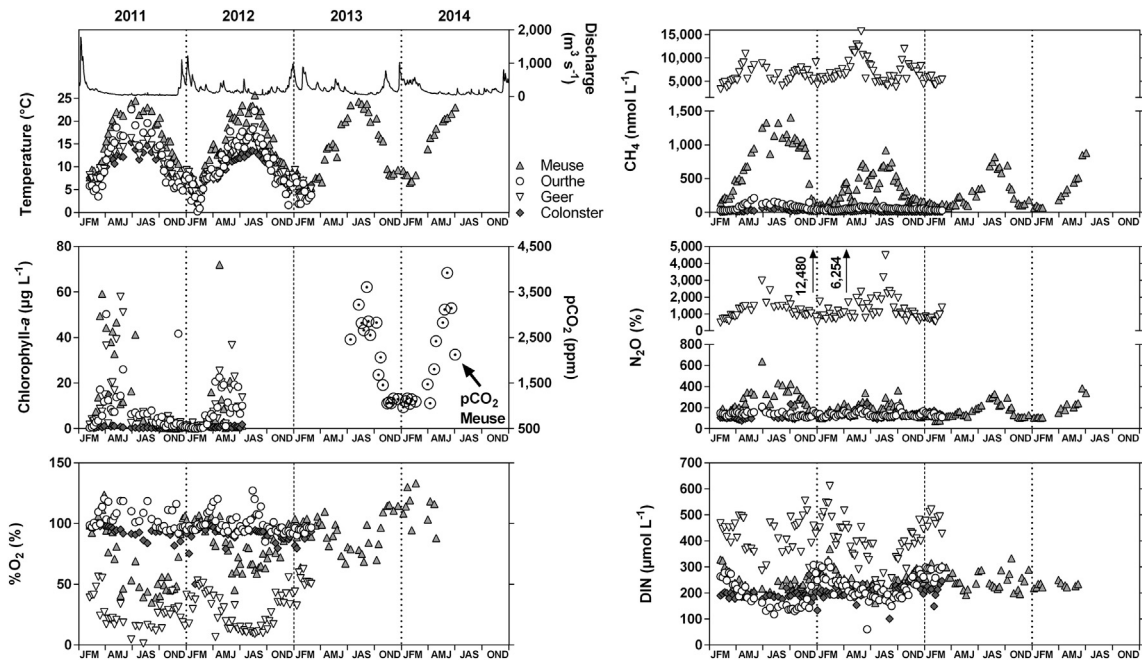 2011 2012 2013 2014
2,000
1,000
0
Discharge
(m³ s⁻¹)
25
20
15
10
5
0
Temperature (°C)
Meuse
Ourthe
Geer
Colonster
JFM AMJ JAS OND JFM AMJ JAS OND JFM AMJ JAS OND JFM AMJ JAS OND
80
60
40
20
0
Chlorophyll-a (µg L⁻¹)
4,500
3,500
2,500
1,500
500
pCO₂
(ppm)
pCO₂
Meuse
JFM AMJ JAS OND JFM AMJ JAS OND JFM AMJ JAS OND JFM AMJ JAS OND
150
100
50
0
%O₂ (%)
JFM AMJ JAS OND JFM AMJ JAS OND JFM AMJ JAS OND JFM AMJ JAS OND
15,000
10,000
5,000
1,500
1,000
500
0
CH₄ (nmol L⁻¹)
JFM AMJ JAS OND JFM AMJ JAS OND JFM AMJ JAS OND JFM AMJ JAS OND
5,000
4,000
3,000
2,000
1,000
0
800
600
400
200
0
N₂O (%)
12,480
6,254
JFM AMJ JAS OND JFM AMJ JAS OND JFM AMJ JAS OND JFM AMJ JAS OND
700
600
500
400
300
200
100
0
DIN (µmol L⁻¹)
JFM AMJ JAS OND JFM AMJ JAS OND JFM AMJ JAS OND JFM AMJ JAS OND